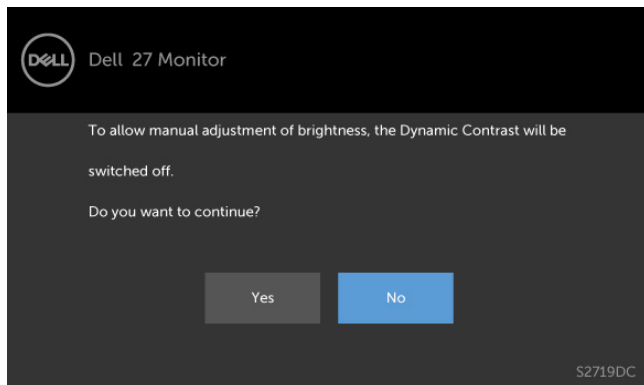 DELL Dell 27 Monitor
To allow manual adjustment of brightness, the Dynamic Contrast will be
switched off.
Do you want to continue?
Yes No
S2719DC